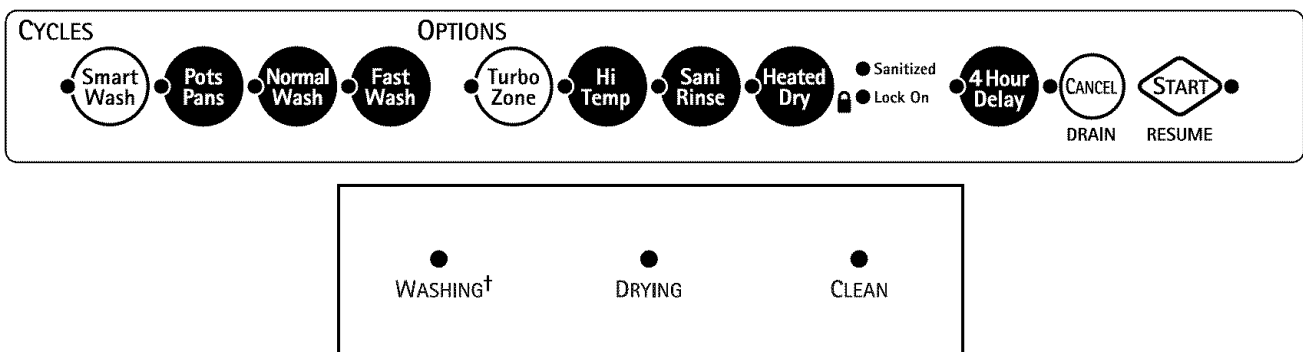 CYCLES
OPTIONS
Smart Wash
Pots Pans
Normal Wash
Fast Wash
Turbo Zone
Hi Temp
Sani Rinse
Heated Dry
Sanitized
Lock On
4 Hour Delay
CANCEL
DRAIN
START
RESUME
WASHING†
DRYING
CLEAN